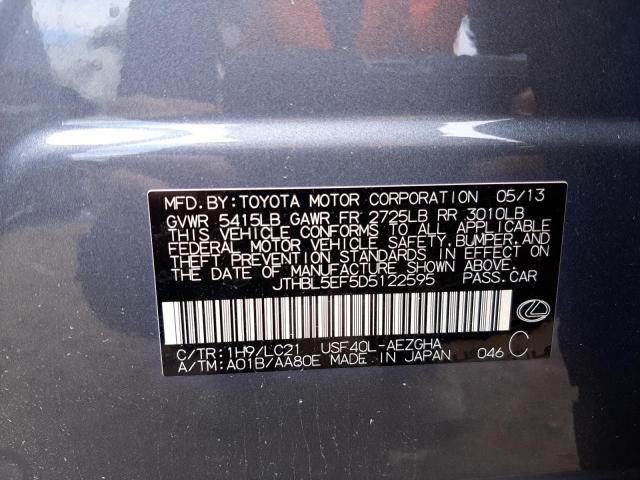 MFD.BY:TOYOTA MOTOR CORPORATION 05/13
GVWR 5415LB GAWR FR 2725LB RR 3010LB
THIS VEHICLE CONFORMS TO ALL APPLICABLE
FEDERAL MOTOR VEHICLE SAFETY,BUMPER,AND
THEFT PREVENTION STANDARDS IN EFFECT ON
THE DATE OF MANUFACTURE SHOWN ABOVE.
JTHBL5EF5D5122595 PASS.CAR
C/TR:1H9/LC21 USF40L-AEZGHA
A/TM:A01B/AA80E MADE IN JAPAN 046 C